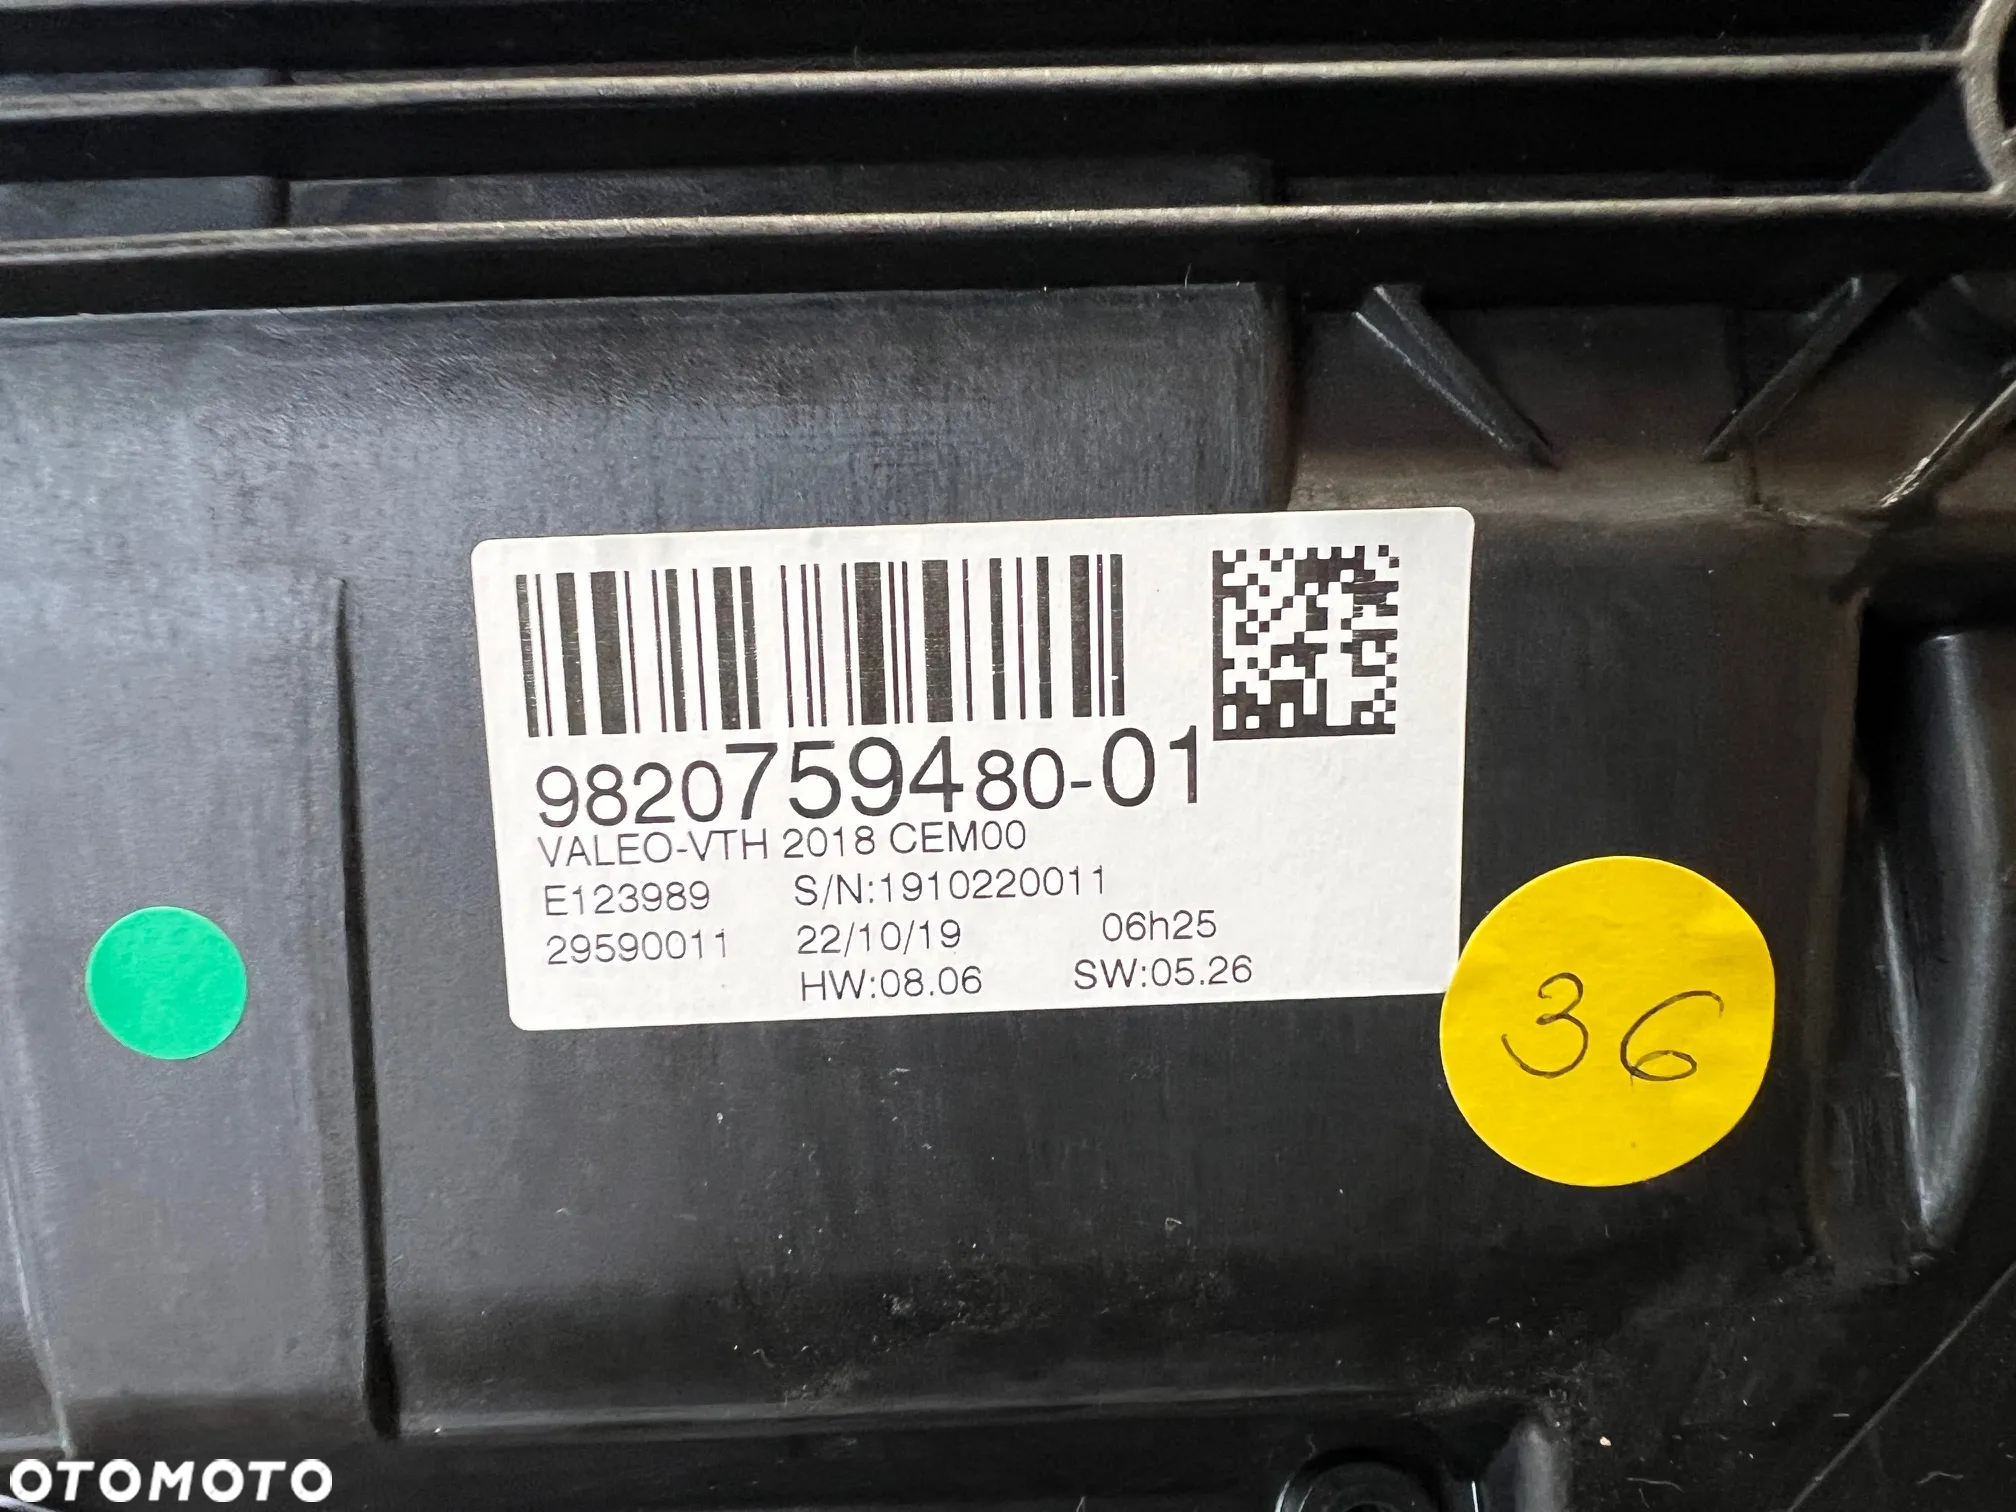 9820759480-01
VALEO-VTH 2018 CEM00
E123989 S/N:1910220011
29590011 22/10/19 06h25
HW:08.06 SW:05.26
36
OTOMOTO